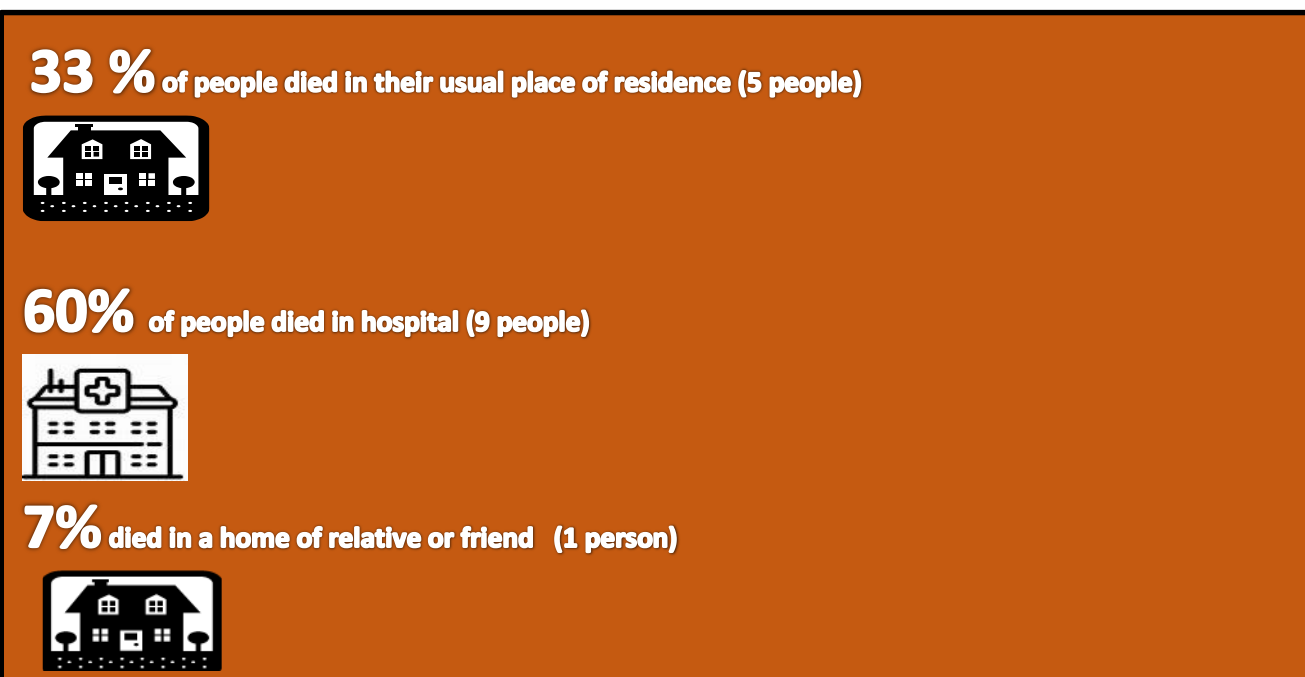 33 % of people died in their usual place of residence (5 people)
60% of people died in hospital (9 people)
7% died in a home of relative or friend (1 person)